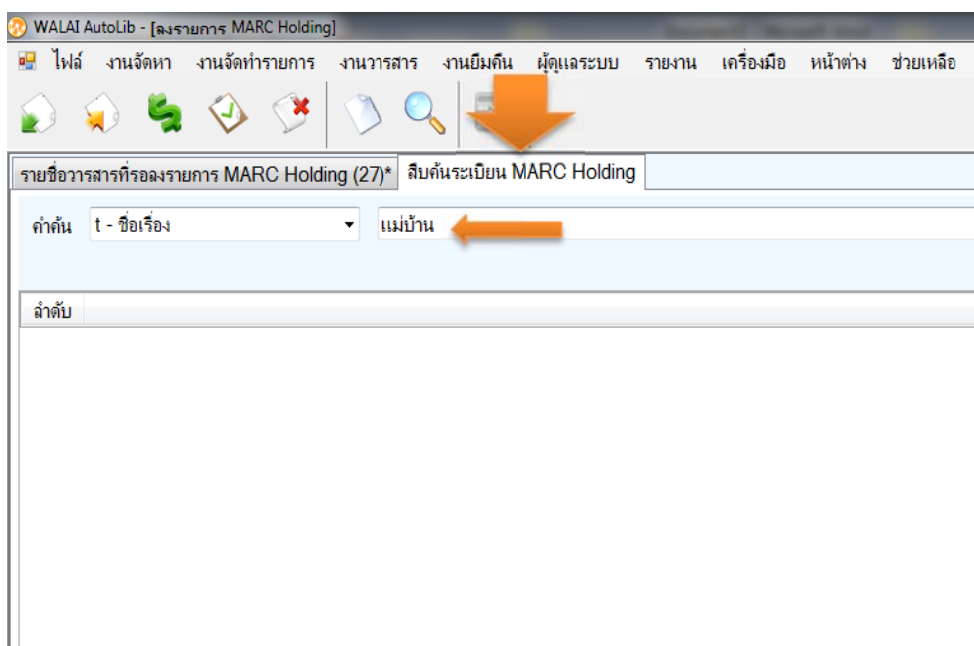 WALAI AutoLib - [ลงรายการ MARC Holding]
ไฟล์ งานจัดหา งานจัดทำรายการ งานวารสาร งานยืมคืน ผู้ดูแลระบบ รายงาน เครื่องมือ หน้าต่าง ช่วยเหลือ
รายชื่อวารสารที่รอลงรายการ MARC Holding (27)* สืบค้นระเบียน MARC Holding
คำค้น t - ชื่อเรื่อง แม่บ้าน
ลำดับ